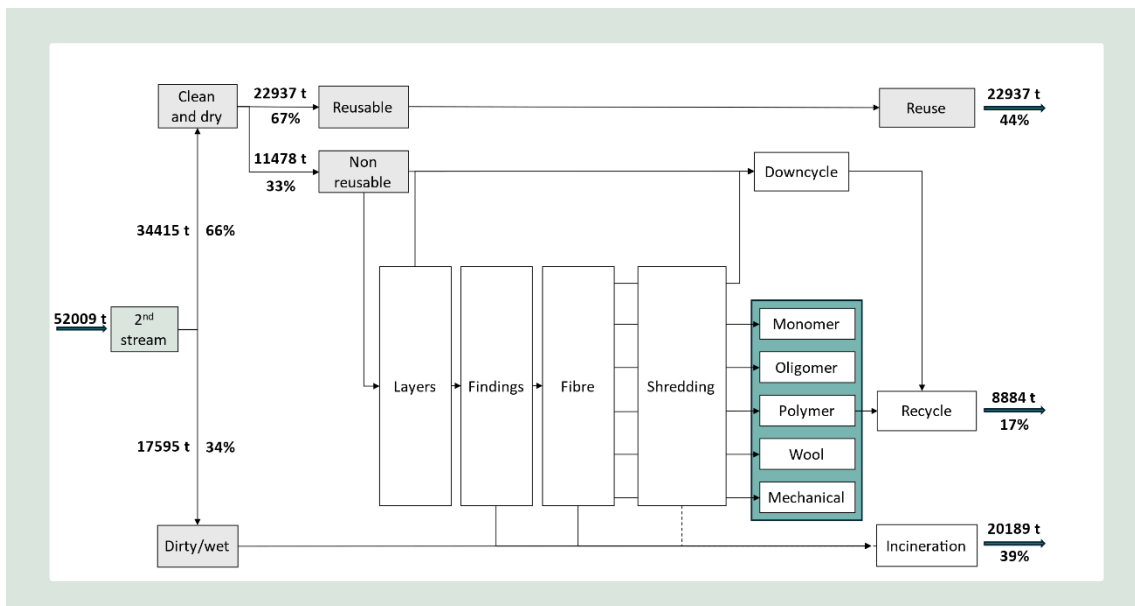 Clean
and dry
22937 t
67%
Reusable
Reuse
22937 t
44%
11478 t
33%
Non
reusable
Downcycle
34415 t
66%
52009 t
2nd
stream
Layers
Findings
Fibre
Shredding
Monomer
Oligomer
Polymer
Wool
Mechanical
Recycle
8884 t
17%
17595 t
34%
Dirty/wet
Incineration
20189 t
39%